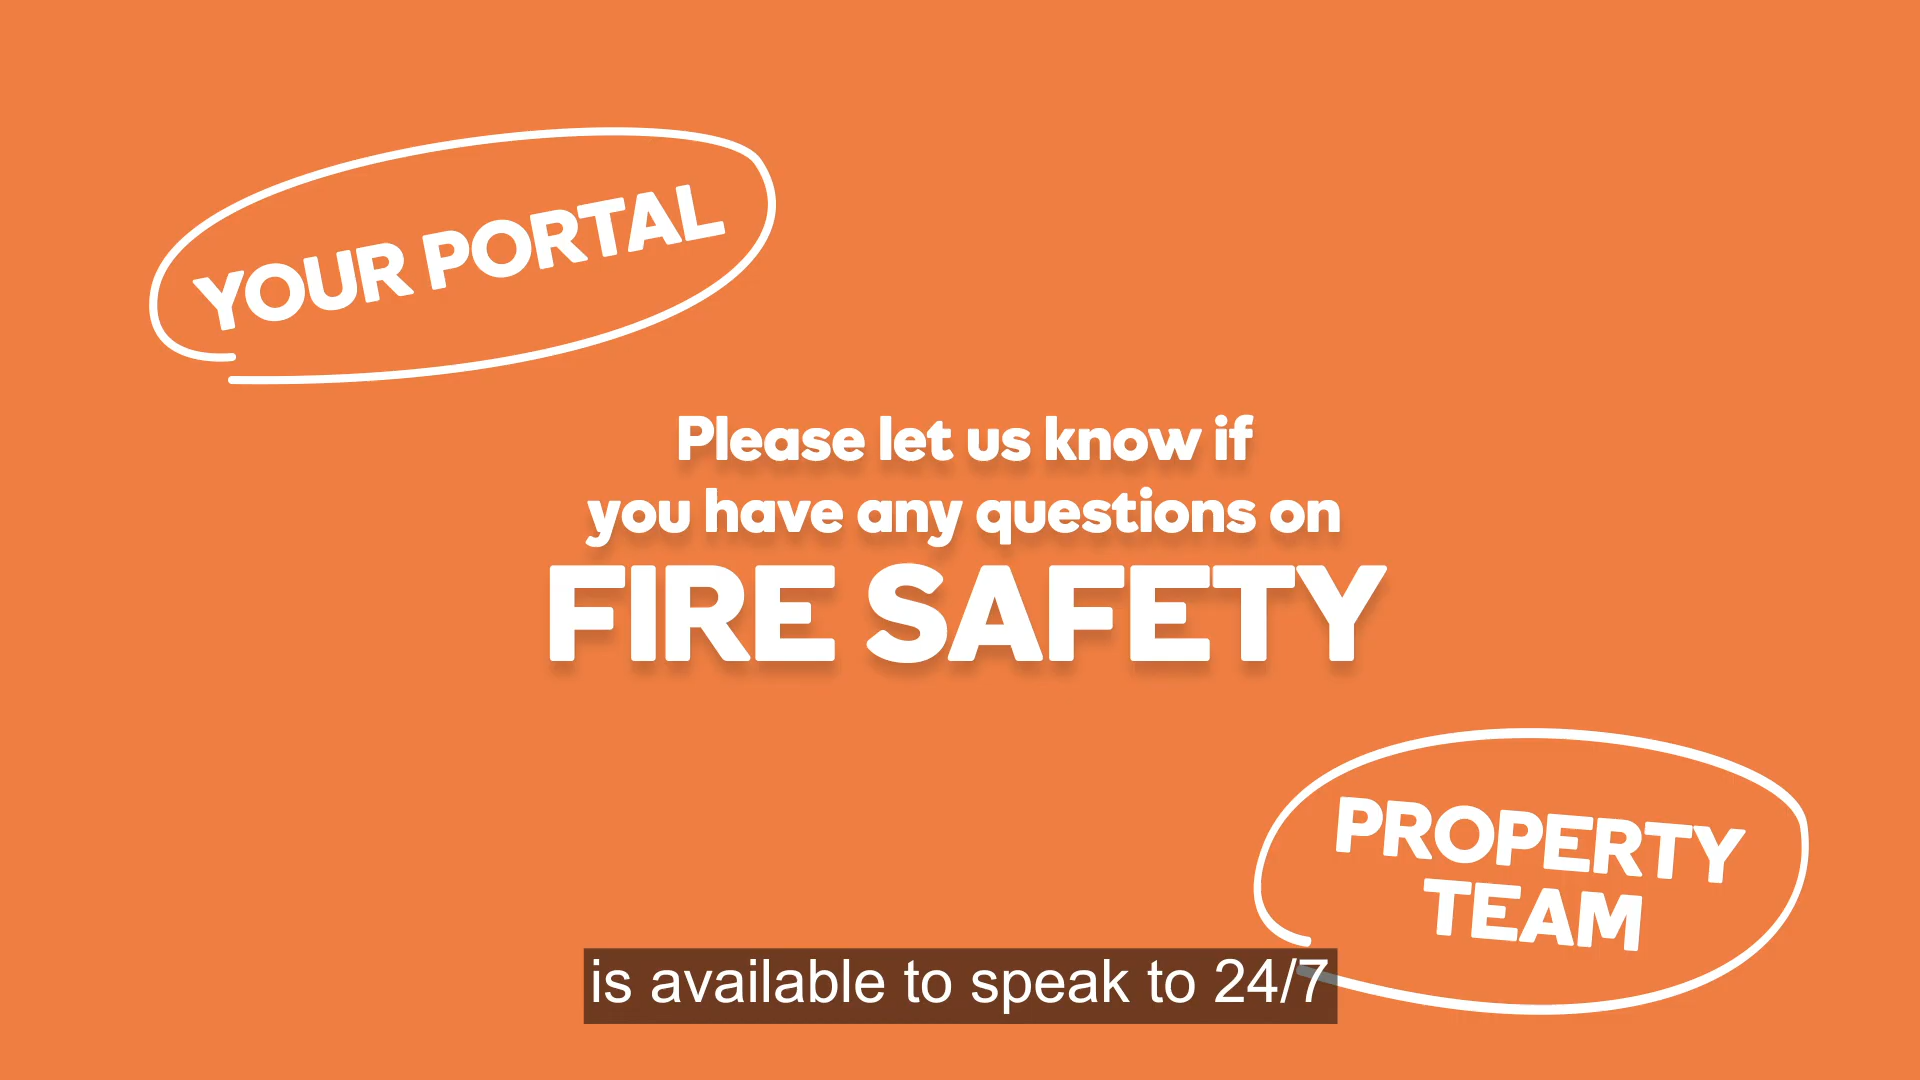 YOUR PORTAL
Please let us know if
you have any questions on
FIRE SAFETY
PROPERTY
TEAM
is available to speak to 24/7